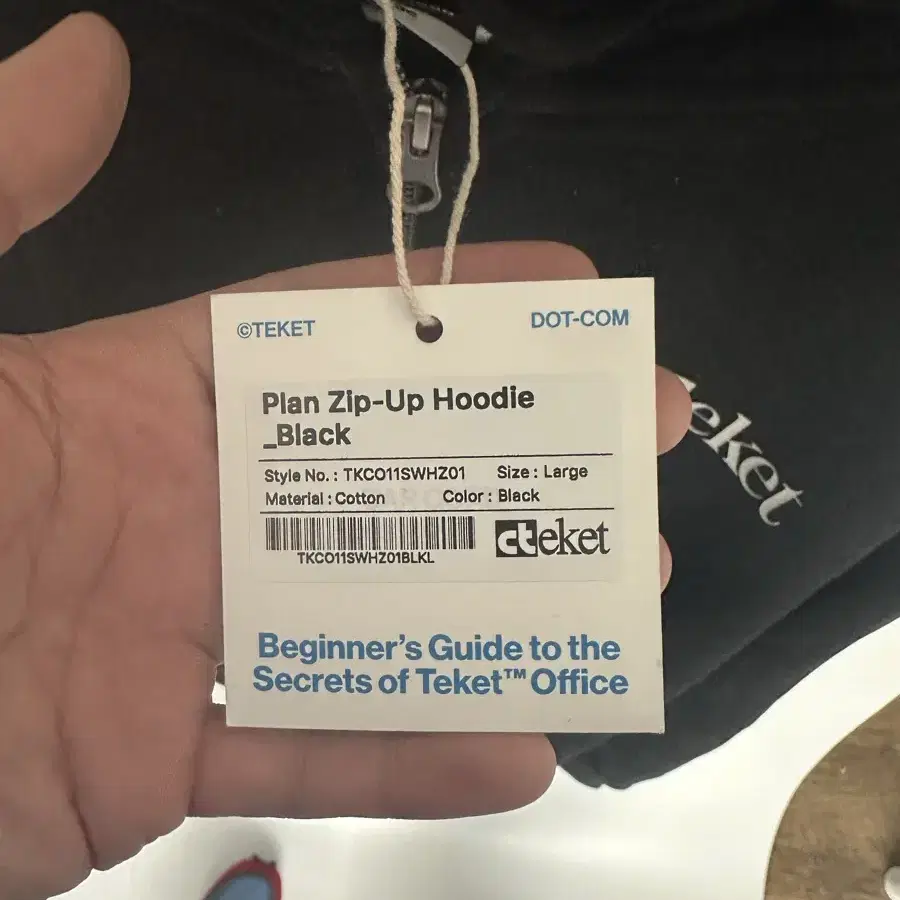 ©TEKET DOT-COM
Plan Zip-Up Hoodie
_Black
Style No. : TKCO11SWHZ01 Size : Large
Material : Cotton Color : Black
TKCO11SWHZ01BLKL
cteket
Beginner's Guide to the
Secrets of Teket™ Office
teket